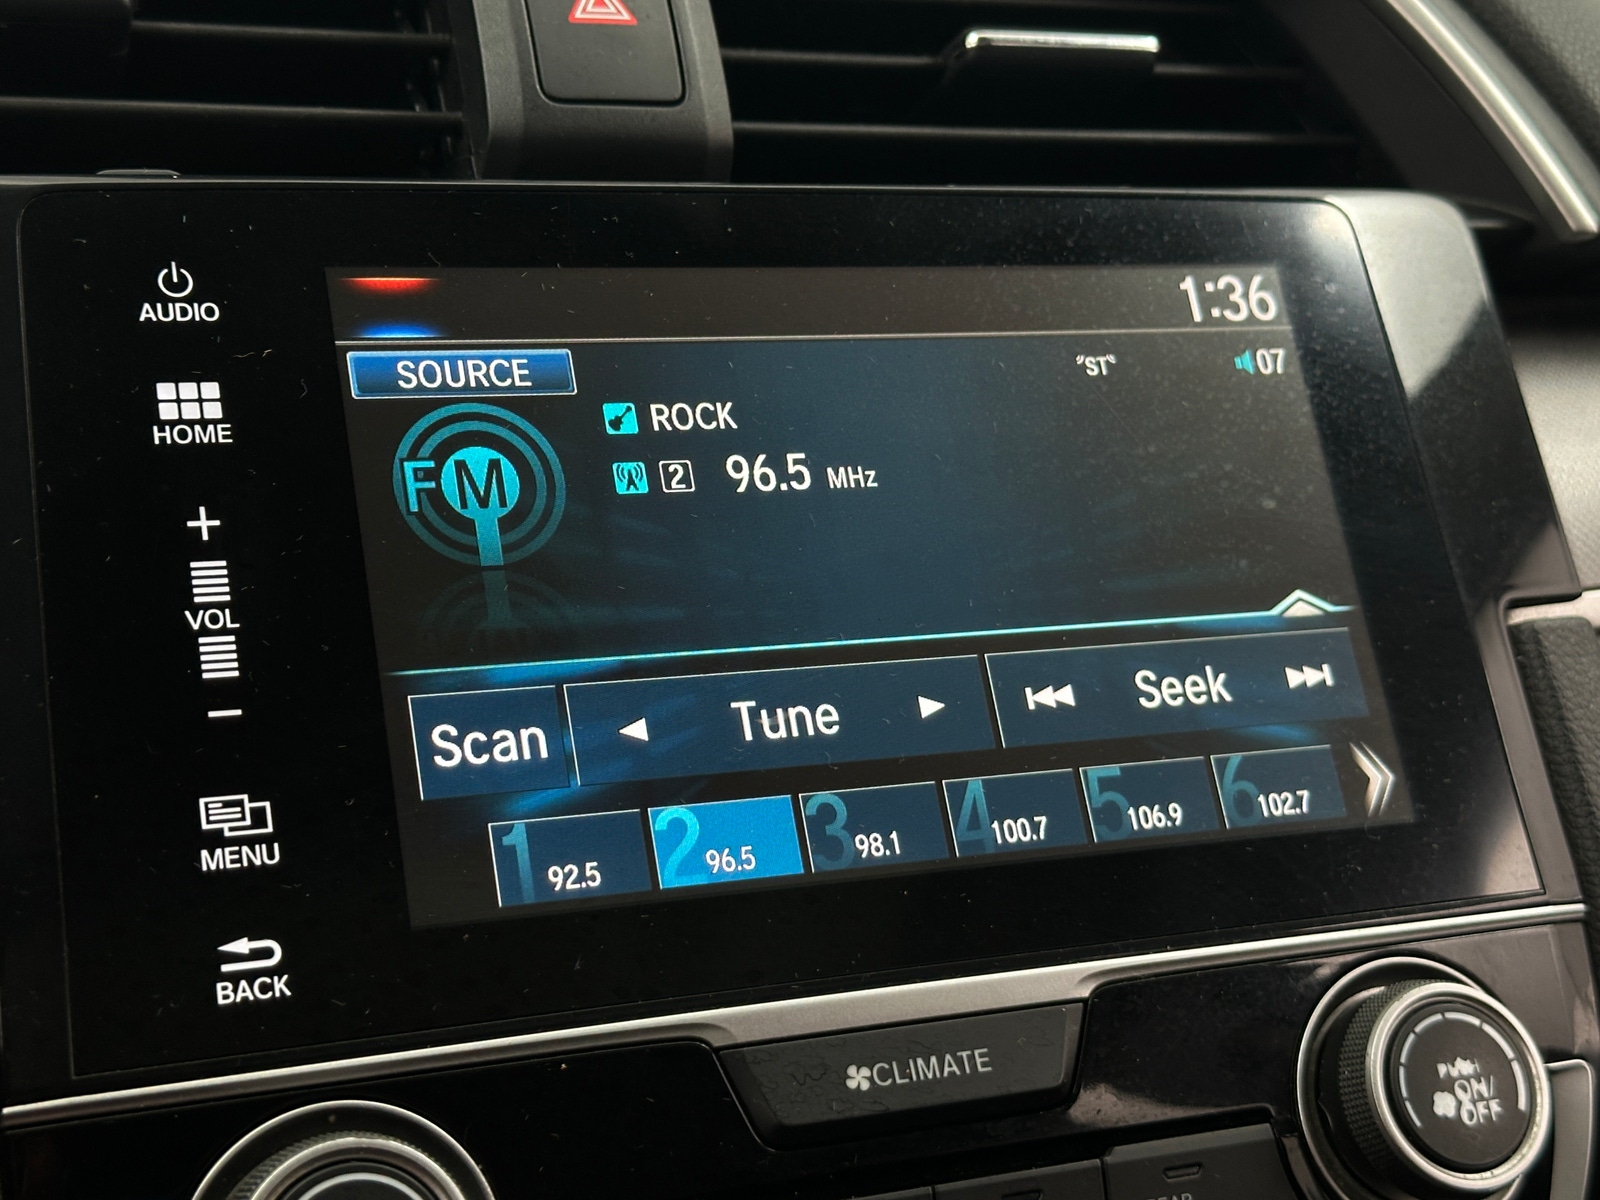 AUDIO
HOME
+
VOL
−
MENU
BACK
1:36
SOURCE
"ST"
07
ROCK
FM
2 96.5 MHz
Scan
Tune
Seek
1 92.5
2 96.5
3 98.1
4 100.7
5 106.9
6 102.7
CLIMATE
PUSH
ON/
OFF